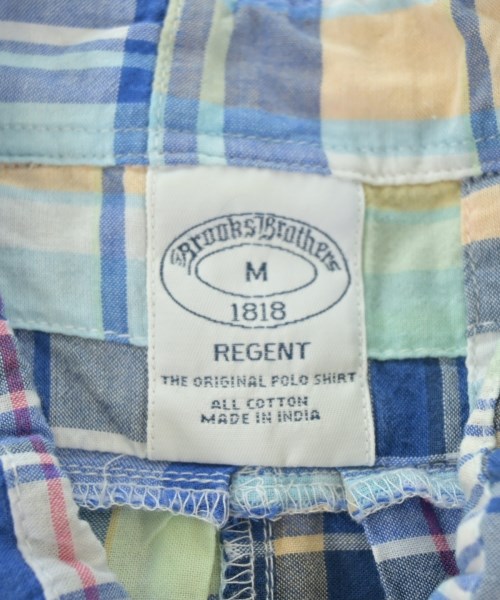 Brooks Brothers
M
1818
REGENT
THE ORIGINAL POLO SHIRT
ALL COTTON
MADE IN INDIA